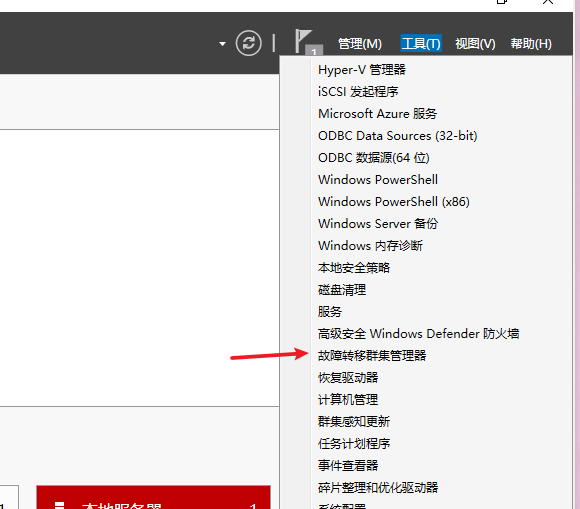 管理(M) 工具(T) 视图(V) 帮助(H)
1
Hyper-V 管理器
iSCSI 发起程序
Microsoft Azure 服务
ODBC Data Sources (32-bit)
ODBC 数据源(64 位)
Windows PowerShell
Windows PowerShell (x86)
Windows Server 备份
Windows 内存诊断
本地安全策略
磁盘清理
服务
高级安全 Windows Defender 防火墙
故障转移群集管理器
恢复驱动器
计算机管理
群集感知更新
任务计划程序
事件查看器
碎片整理和优化驱动器
系统配置
1 本地服务器 1